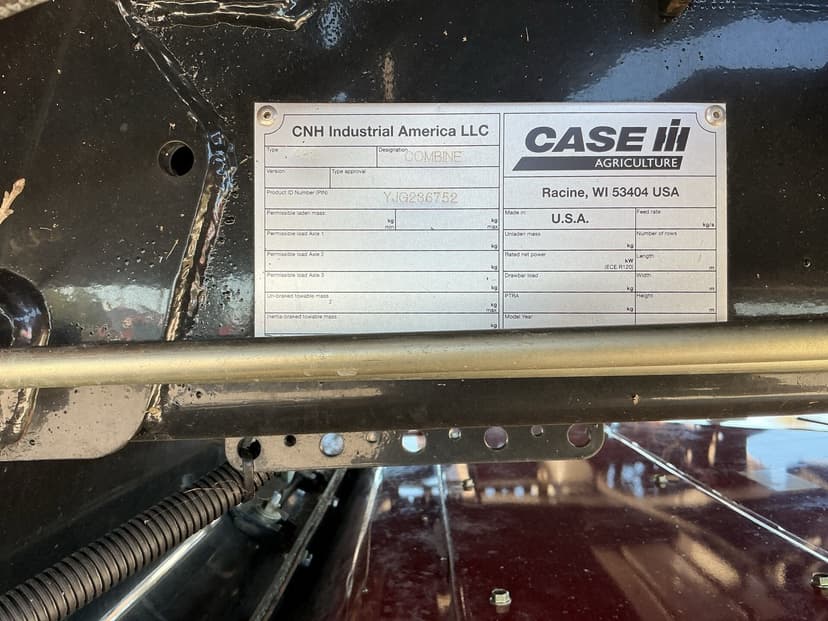 CNH Industrial America LLC
Type
Designation
COMBINE
Version
Type approval
Product ID Number (PIN)
YJG236752
Permissible laden mass:
kg
min
kg
max
Permissible load Axle 1
kg
Permissible load Axle 2
kg
Permissible load Axle 3
kg
Un-braked towable mass
kg
max
Inertia-braked towable mass
kg
CASE IH
AGRICULTURE
Racine, WI 53404 USA
Made in:
U.S.A.
Feed rate
kg/s
Unladen mass
kg
Number of rows
Rated net power
kW
(ECE R120)
Length
m
Drawbar load
kg
Width
m
PTRA
kg
Height
m
Model Year